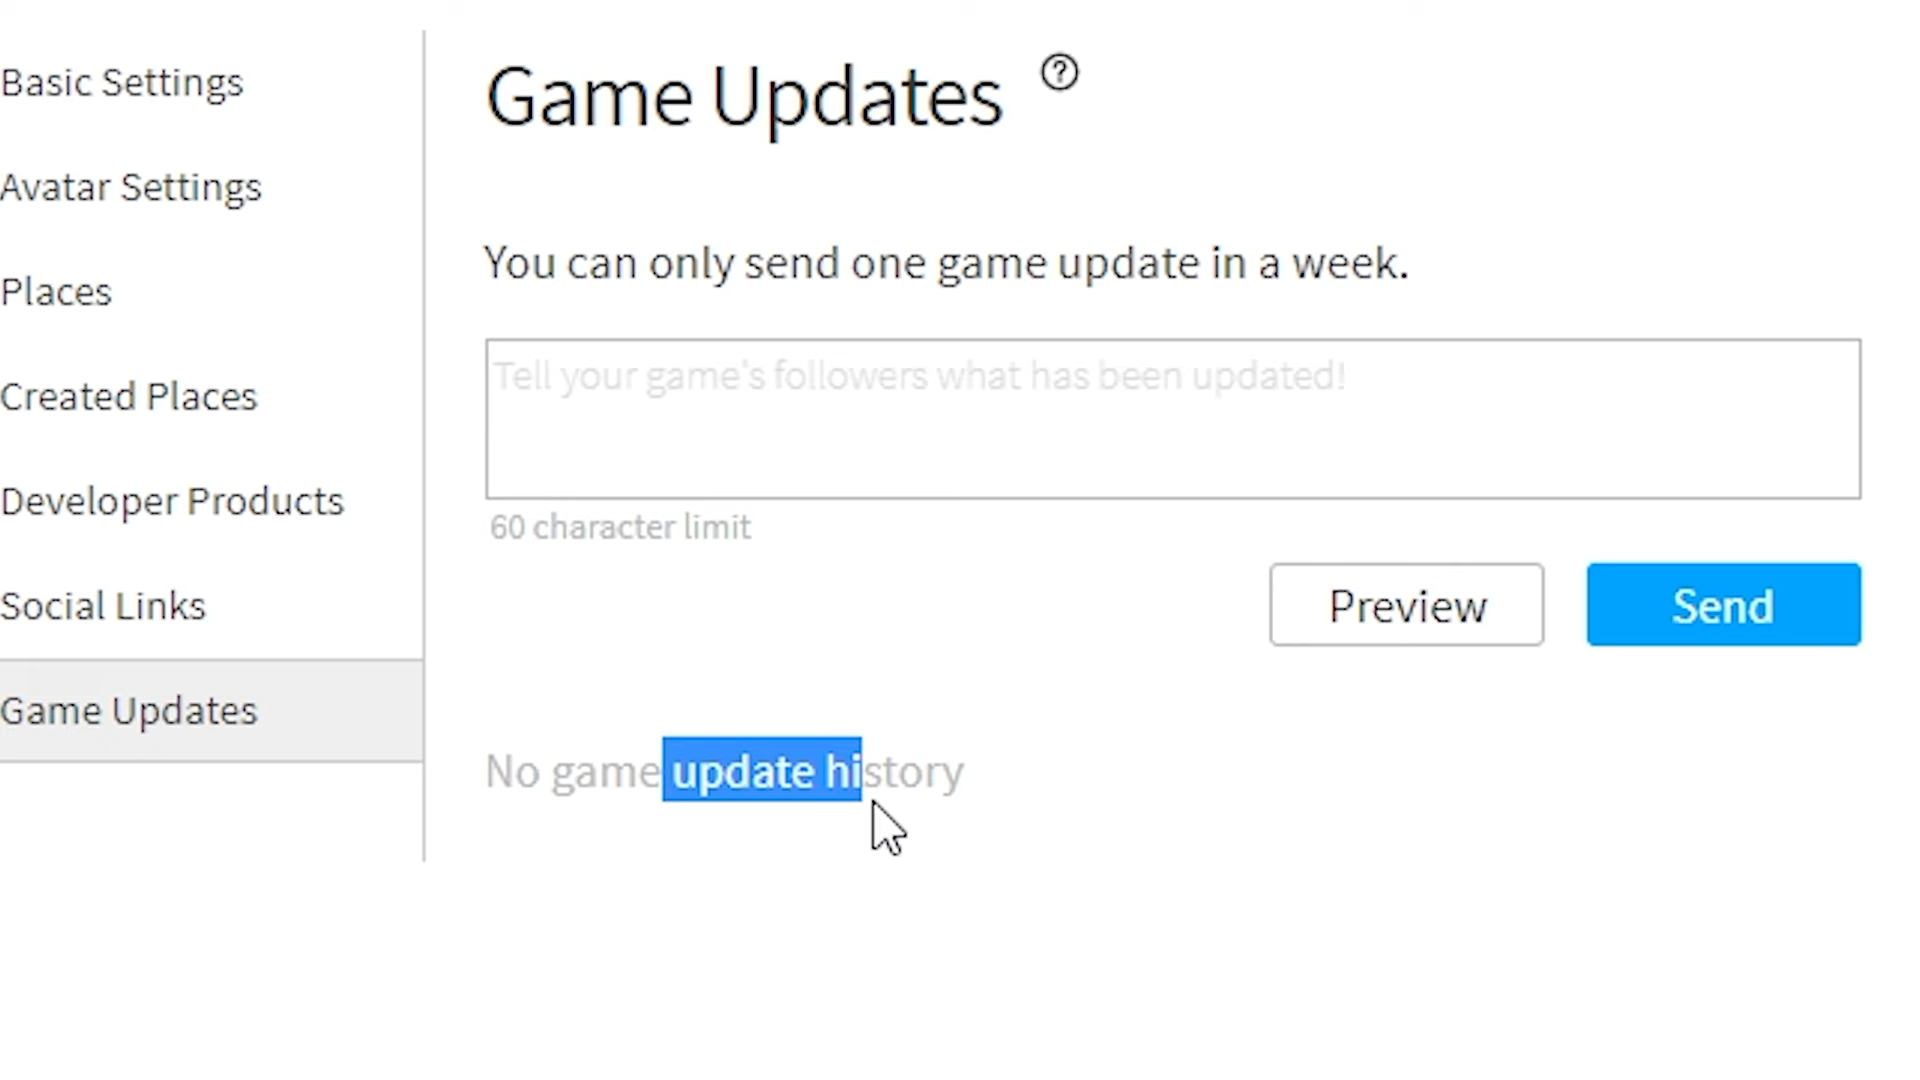 Basic Settings
Avatar Settings
Places
Created Places
Developer Products
Social Links
Game Updates
Game Updates ?
You can only send one game update in a week.
Tell your game's followers what has been updated!
60 character limit
Preview
Send
No game update history